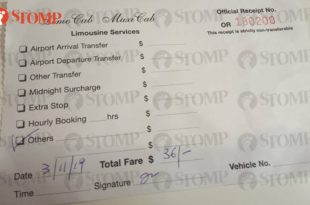 STOMP
Limo Cab MaxiCab
Limousine Services
Official Receipt No.
OR 180200
This receipt is strictly non-transferable
Airport Arrival Transfer $
Airport Departure Transfer $
Other Transfer $
Midnight Surcharge $
Extra Stop $
Hourly Booking hrs $
Others $
Date 3/11/19 Total Fare $ 36/- Vehicle No.
Time Signature